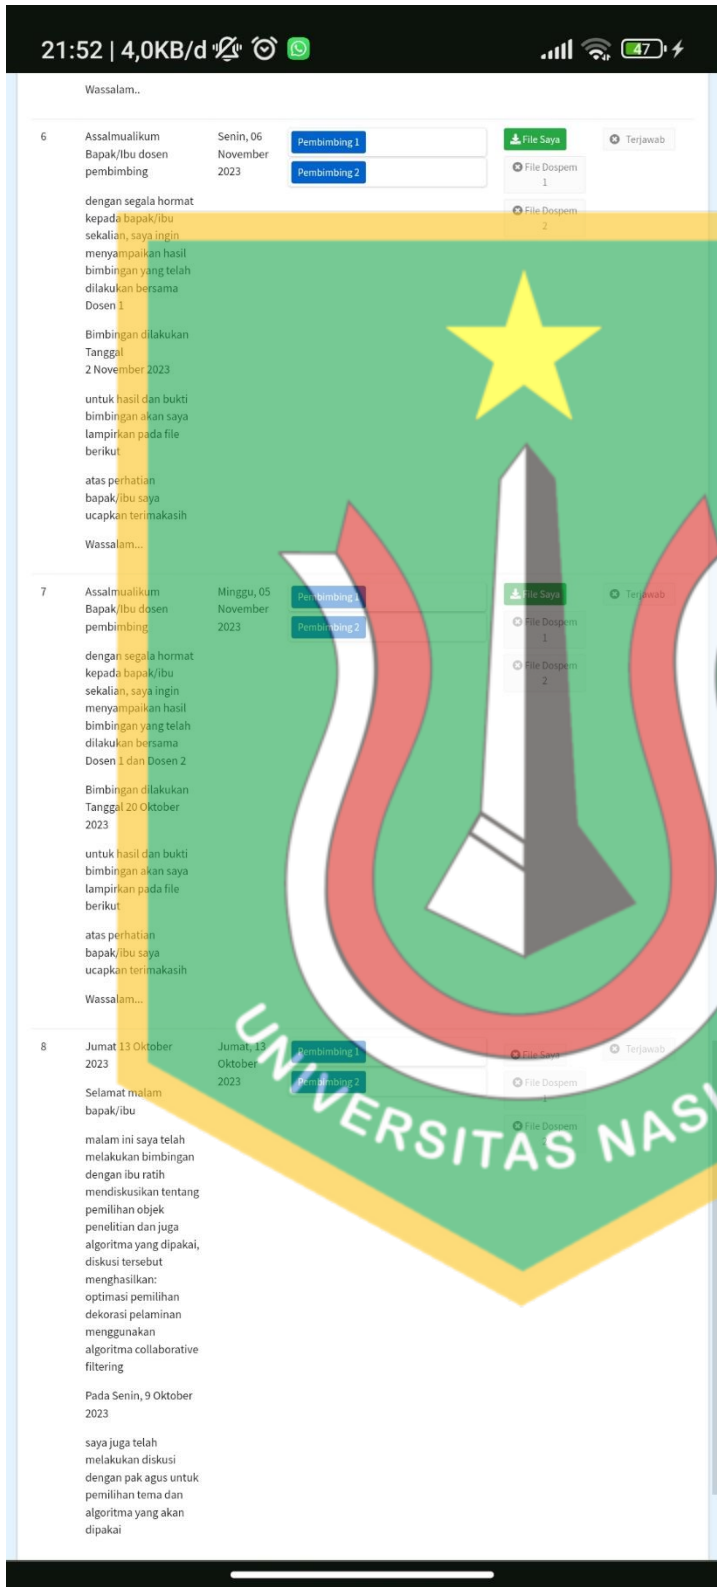 21:52 | 4,0KB/d
47
Wassalam..
6
Assalmualikum
Bapak/Ibu dosen
pembimbing
dengan segala hormat
kepada bapak/ibu
sekalian, saya ingin
menyampaikan hasil
bimbingan yang telah
dilakukan bersama
Dosen 1
Bimbingan dilakukan
Tanggal
2 November 2023
untuk hasil dan bukti
bimbingan akan saya
lampirkan pada file
berikut
atas perhatian
bapak/ibu saya
ucapkan terimakasih
Wassalam...
Senin, 06
November
2023
Pembimbing 1
Pembimbing 2
File Saya
File Dospem
1
File Dospem
2
Terjawab
7
Assalmualikum
Bapak/Ibu dosen
pembimbing
dengan segala hormat
kepada bapak/ibu
sekalian, saya ingin
menyampaikan hasil
bimbingan yang telah
dilakukan bersama
Dosen 1 dan Dosen 2
Bimbingan dilakukan
Tanggal 20 Oktober
2023
untuk hasil dan bukti
bimbingan akan saya
lampirkan pada file
berikut
atas perhatian
bapak/ibu saya
ucapkan terimakasih
Wassalam...
Minggu, 05
November
2023
Pembimbing 1
Pembimbing 2
File Saya
File Dospem
1
File Dospem
2
Terjawab
8
Jumat 13 Oktober
2023
Selamat malam
bapak/ibu
malam ini saya telah
melakukan bimbingan
dengan ibu ratih
mendiskusikan tentang
pemilihan objek
penelitian dan juga
algoritma yang dipakai,
diskusi tersebut
menghasilkan:
optimasi pemilihan
dekorasi pelaminan
menggunakan
algoritma collaborative
filtering
Pada Senin, 9 Oktober
2023
saya juga telah
melakukan diskusi
dengan pak agus untuk
pemilihan tema dan
algoritma yang akan
dipakai
Jumat, 13
Oktober
2023
Pembimbing 1
Pembimbing 2
File Saya
File Dospem
1
File Dospem
Terjawab
UNIVERSITAS NASI